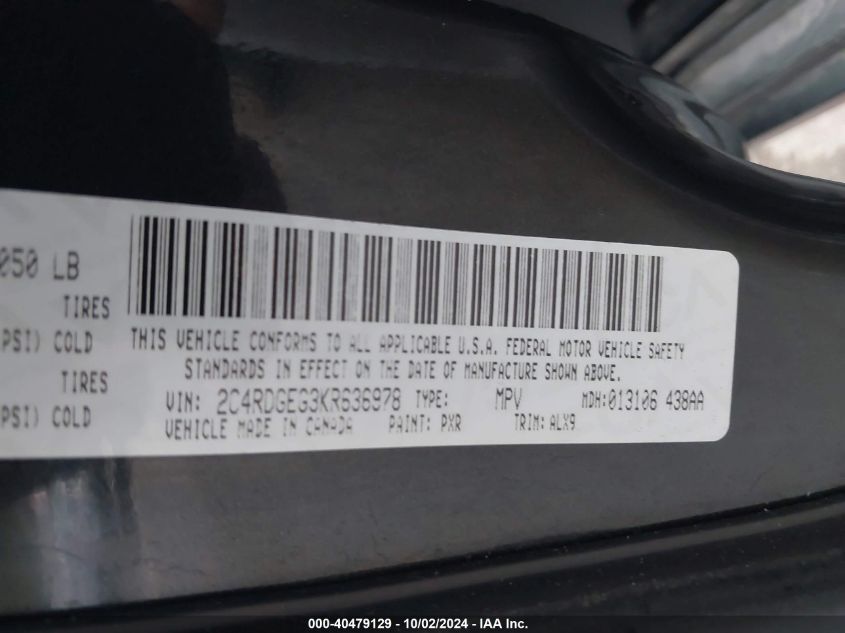 050 LB
TIRES
PSI) COLD
TIRES
PSI) COLD
THIS VEHICLE CONFORMS TO ALL APPLICABLE U.S.A. FEDERAL MOTOR VEHICLE SAFETY
STANDARDS IN EFFECT ON THE DATE OF MANUFACTURE SHOWN ABOVE.
VIN: 2C4RDGEG3KR636978 TYPE: MPV MDH:013106 438AA
VEHICLE MADE IN CANADA PAINT: PXR TRIM:ALX9
000-40479129 - 10/02/2024 - IAA Inc.